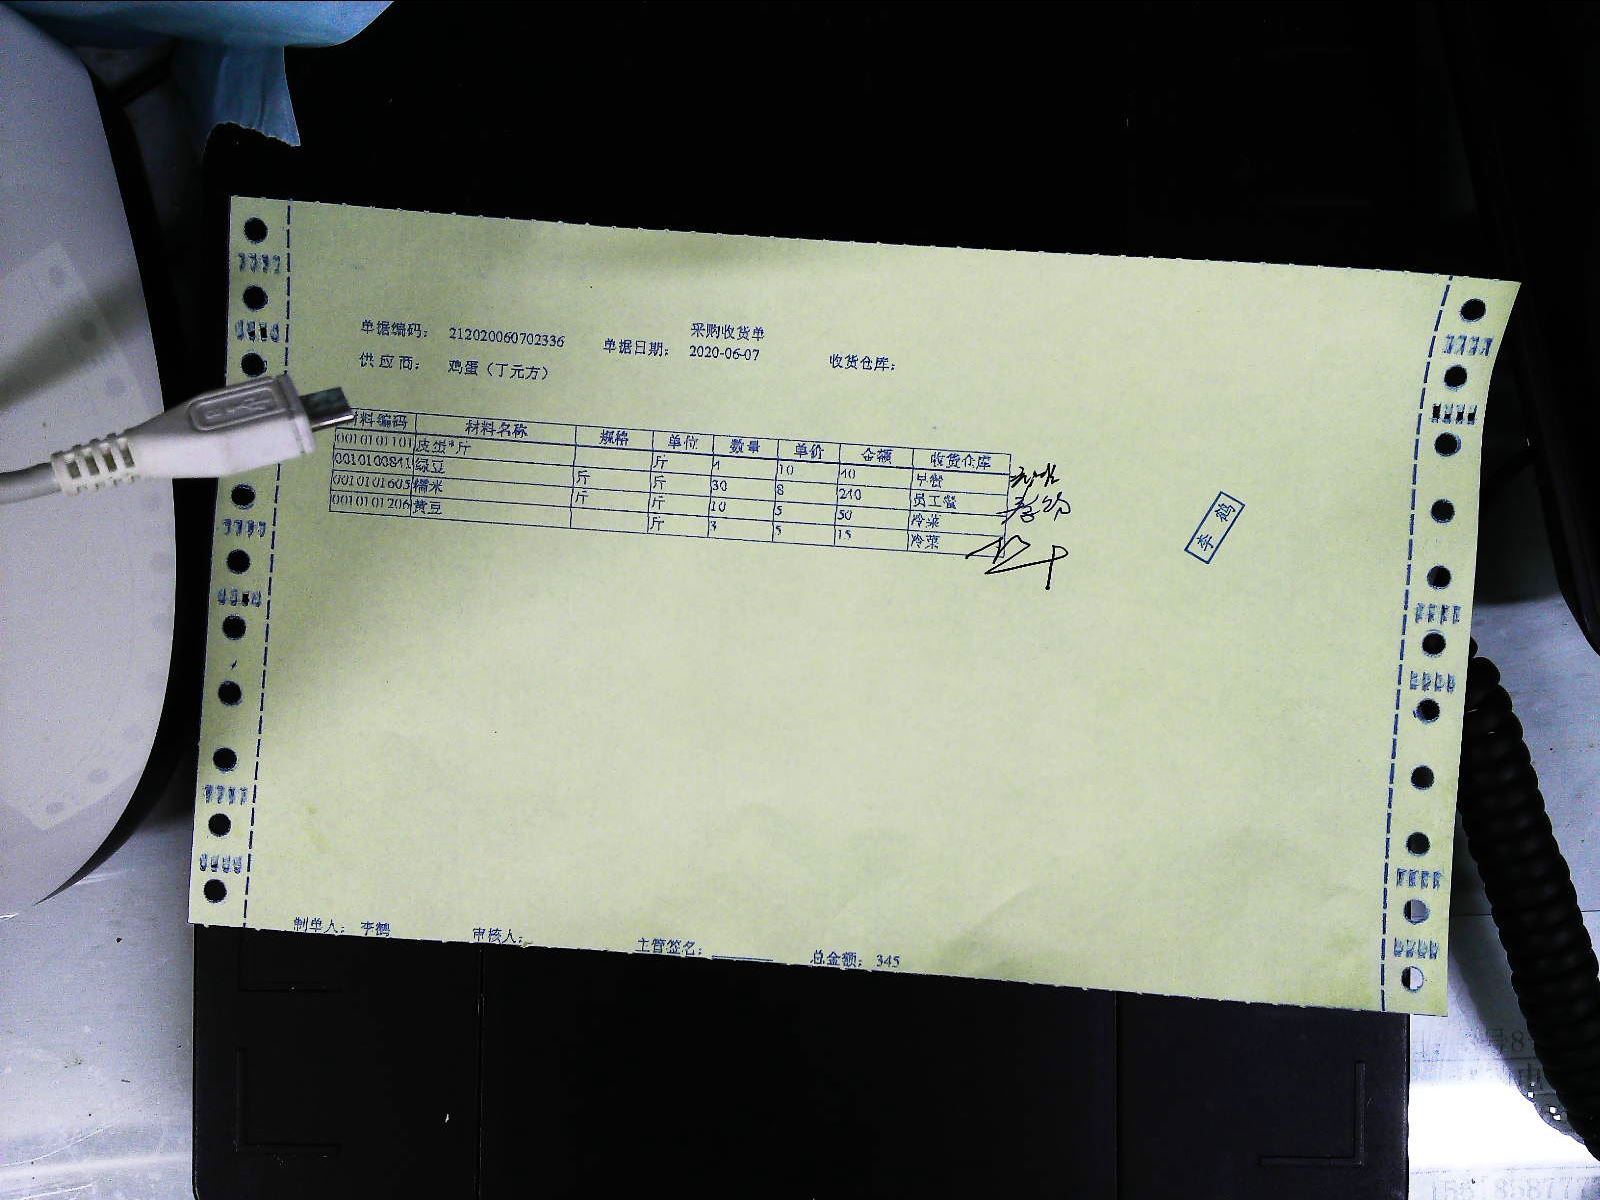 采购收货单
单据编码： 212020060702336 单据日期： 2020-06-07 收货仓库：
供应商： 鸡蛋（丁元方）
材料编码 材料名称 规格 单位 数量 单价 金额 收货仓库
0010101101 皮蛋*斤 斤 4 10 40 早餐
0010100841 绿豆 斤 斤 30 8 240 员工餐
0010101605 糯米 斤 斤 10 5 50 冷菜
0010101206 黄豆 斤 3 5 15 冷菜
李鹤
制单人： 李鹤 审核人： 主管签名： 总金额： 345